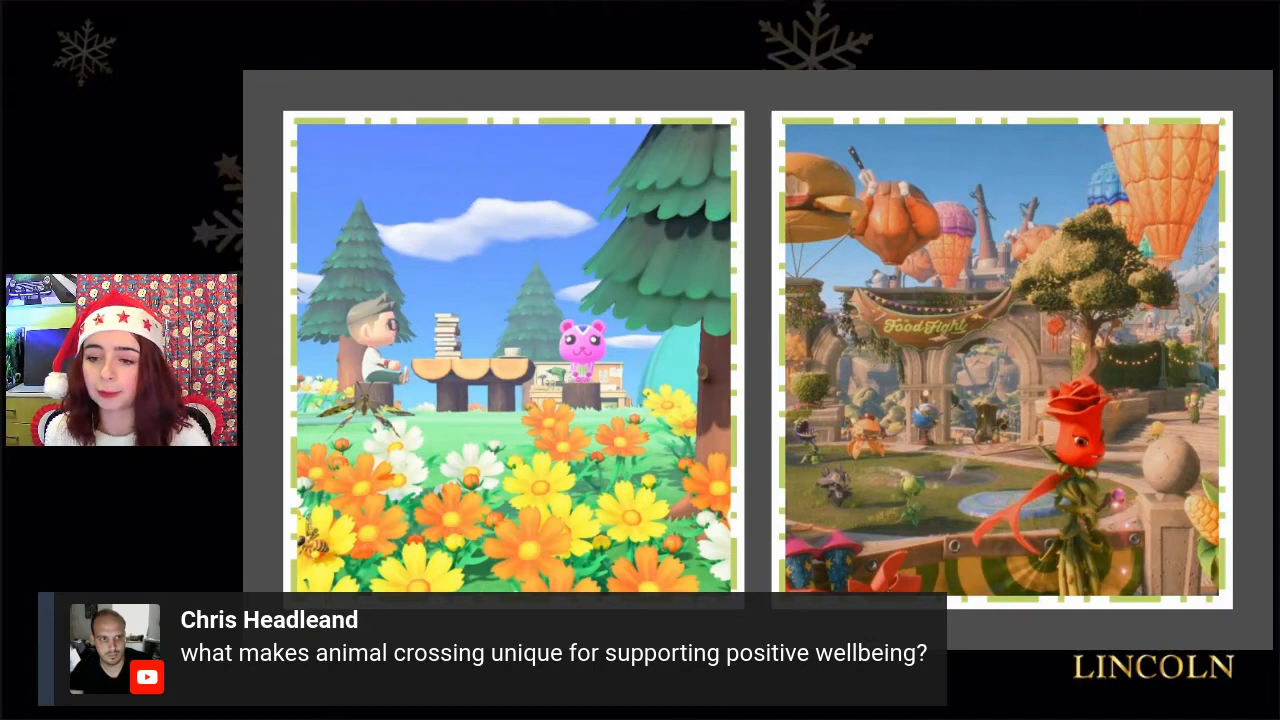 Food Fight
Chris Headleand
what makes animal crossing unique for supporting positive wellbeing?
LINCOLN